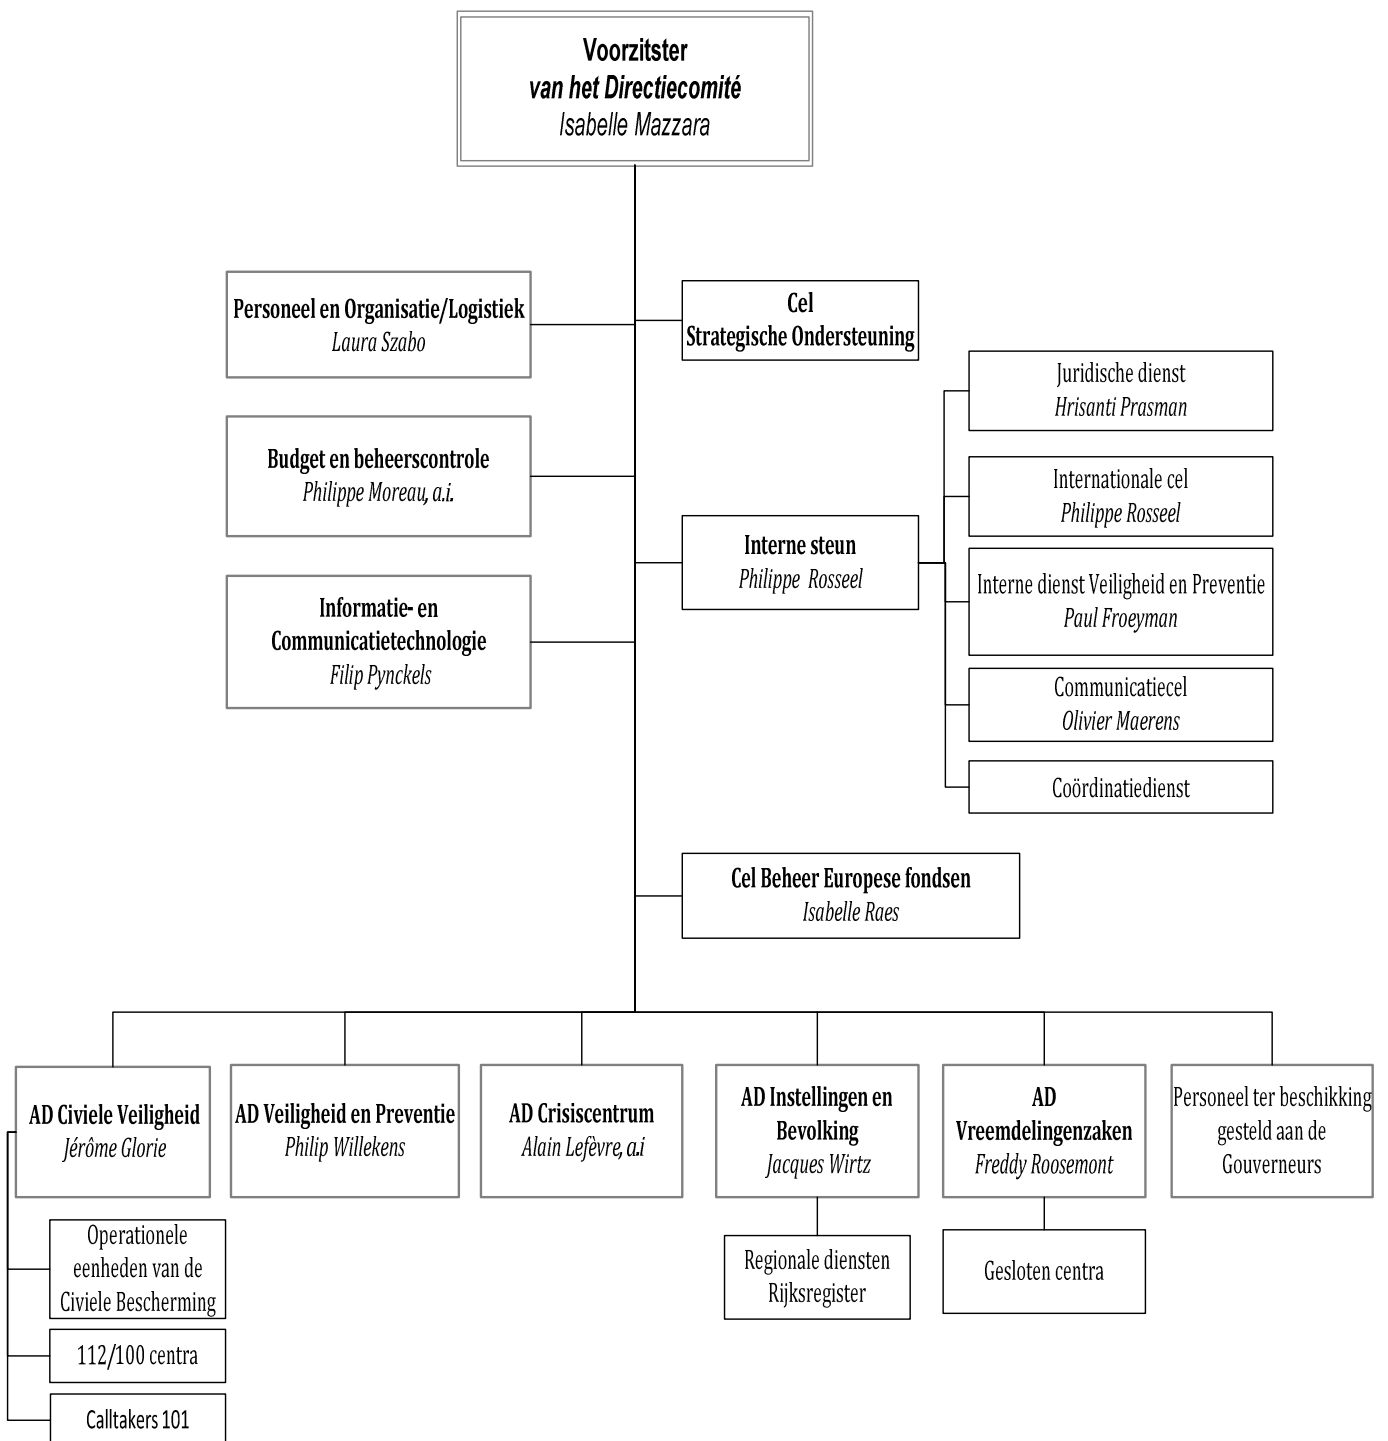 Voorzitster
van het Directiecomité
Isabelle Mazzara
Personeel en Organisatie/Logistiek
Laura Szabo
Cel
Strategische Ondersteuning
Juridische dienst
Hrisanti Prasman
Budget en beheerscontrole
Philippe Moreau, a.i.
Internationale cel
Philippe Rosseel
Interne steun
Philippe Rosseel
Interne dienst Veiligheid en Preventie
Paul Froeyman
Informatie- en
Communicatietechnologie
Filip Pynckels
Communicatiecel
Olivier Maerens
Coördinatiedienst
Cel Beheer Europese fondsen
Isabelle Raes
AD Civiele Veiligheid
Jérôme Glorie
AD Veiligheid en Preventie
Philip Willekens
AD Crisiscentrum
Alain Lefèvre, a.i
AD Instellingen en
Bevolking
Jacques Wirtz
AD
Vreemdelingenzaken
Freddy Roosemont
Personeel ter beschikking
gesteld aan de
Gouverneurs
Operationele
eenheden van de
Civiele Bescherming
112/100 centra
Calltakers 101
Regionale diensten
Rijksregister
Gesloten centra